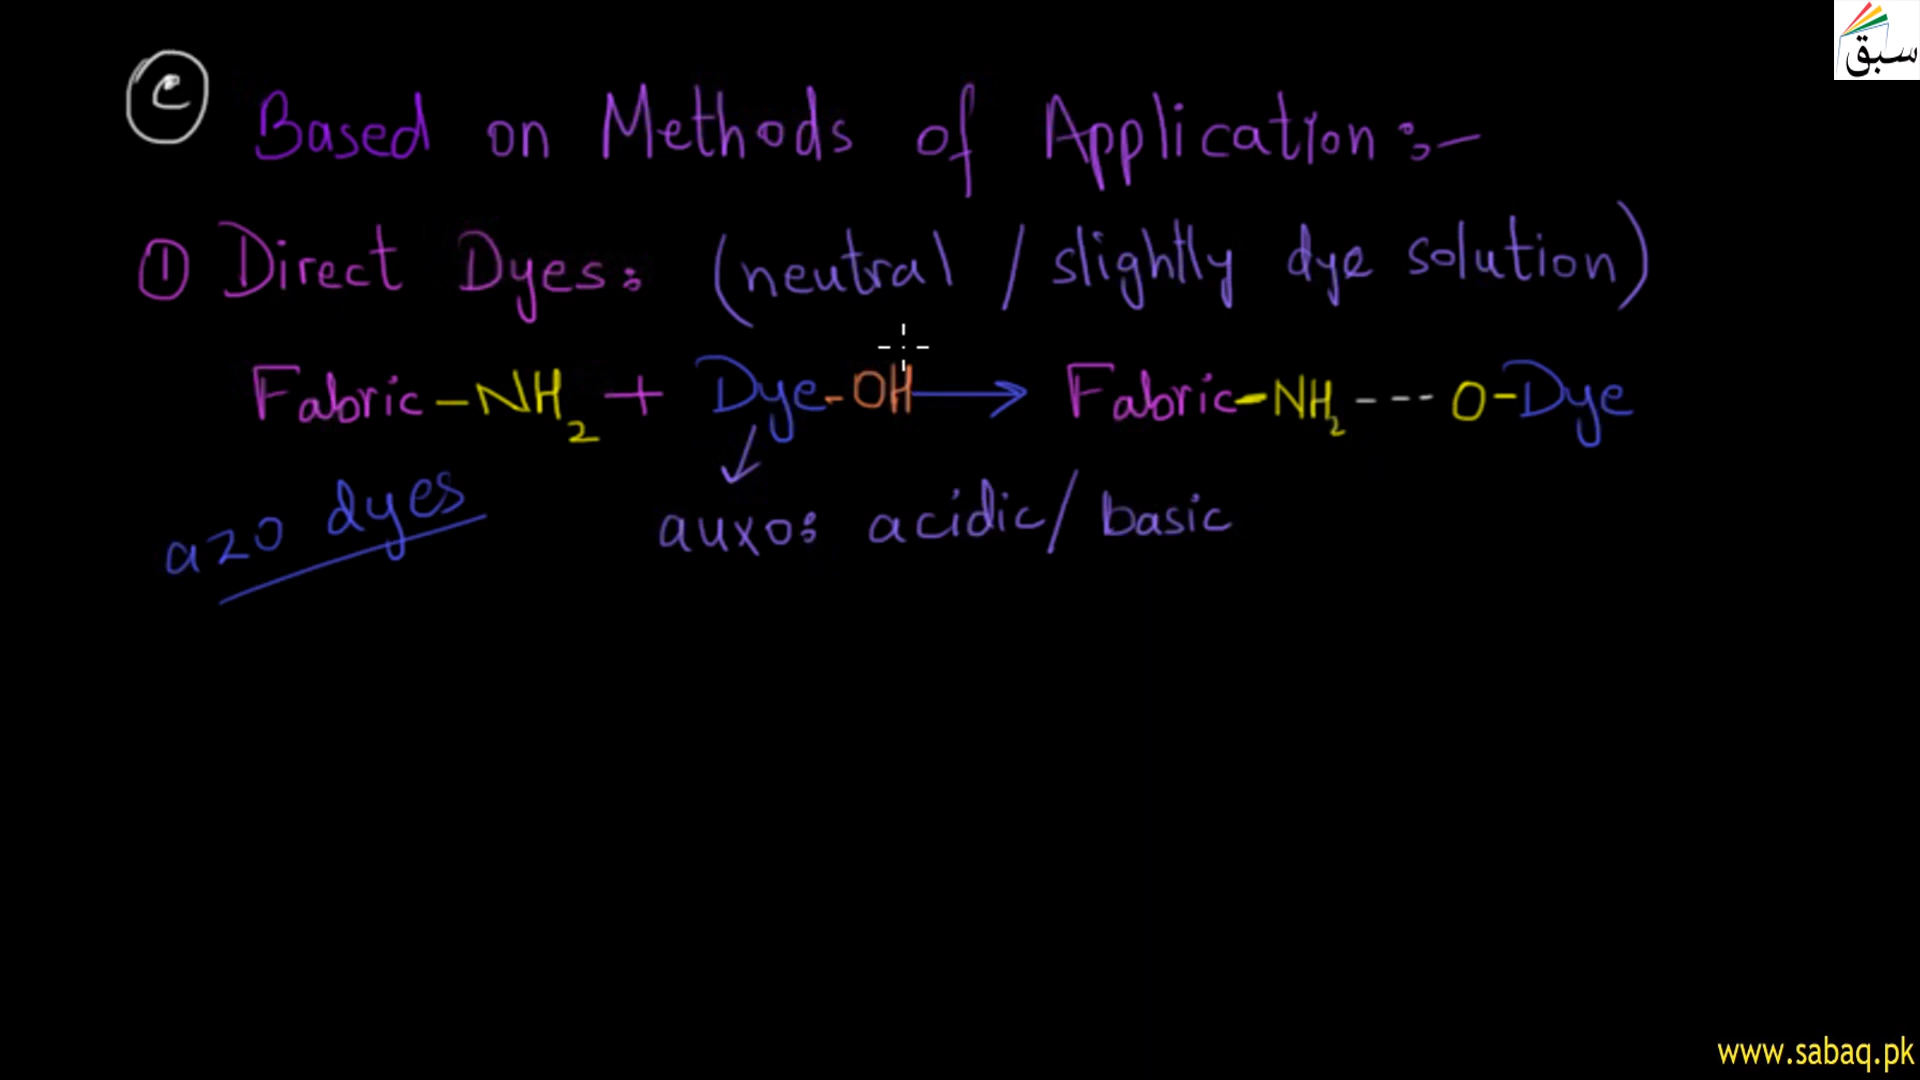 سبق
C Based on Methods of Application:-
① Direct Dyes: (neutral / slightly dye solution)
Fabric-NH2 + Dye-OH → Fabric-NH2 --- O-Dye
azo dyes auxo: acidic/basic
www.sabaq.pk